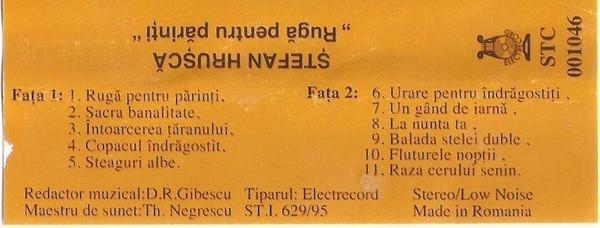 „ Rugă pentru părinți ”
ȘTEFAN HRUȘCĂ
STC
001046
ELECTRECORD
Fața 1: 1. Rugă pentru părinți,
2. Sacra banalitate,
3. Întoarcerea țăranului,
4. Copacul îndrăgostit,
5. Steaguri albe.
Fața 2: 6. Urare pentru îndrăgostiți ,
7. Un gând de iarnă ,
8. La nunta ta ,
9. Balada stelei duble ,
10. Fluturele nopții ,
11. Raza cerului senin.
Redactor muzical:D.R.Gibescu
Maestru de sunet:Th. Negrescu
Tiparul; Electrecord
ST.I. 629/95
Stereo/Low Noise
Made in Romania